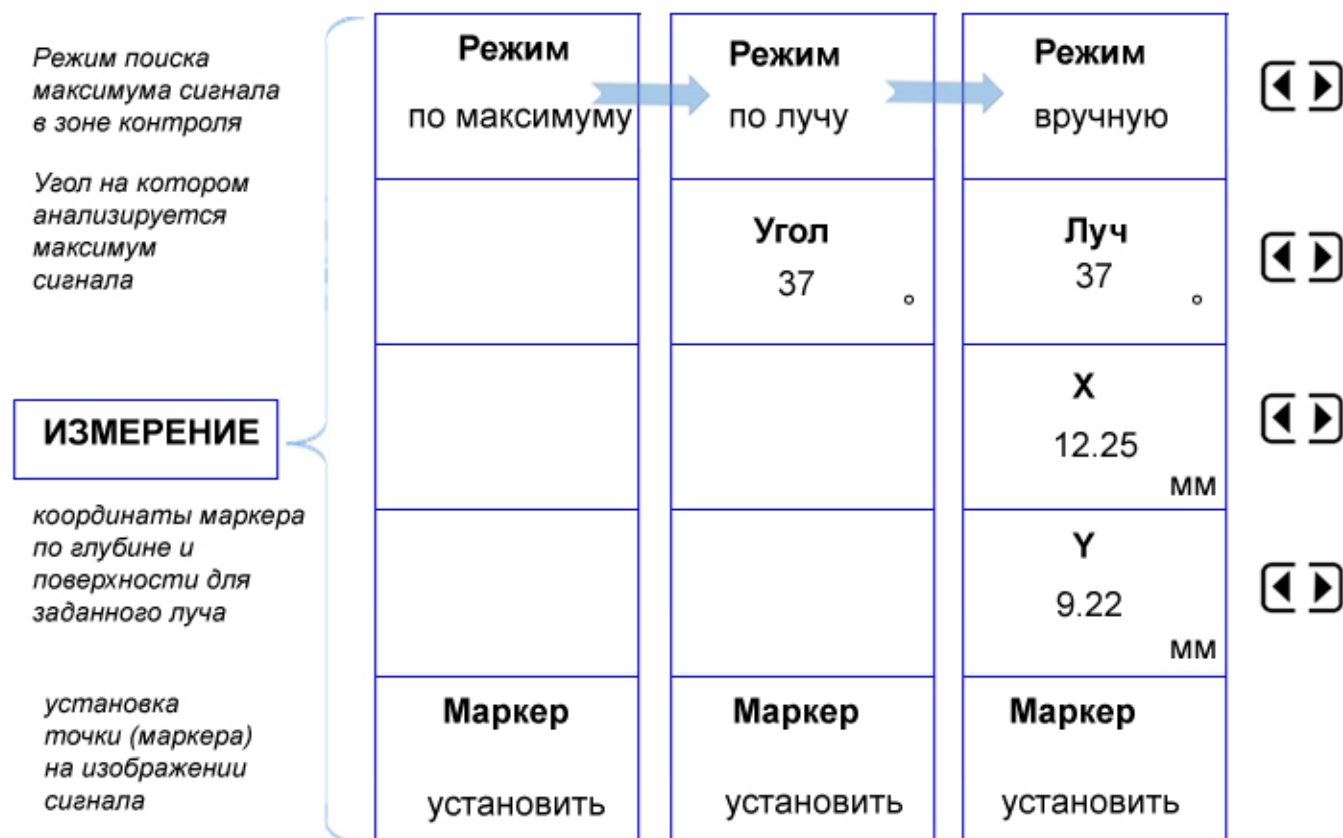 Режим поиска
максимума сигнала
в зоне контроля
Угол на котором
анализируется
максимум
сигнала
ИЗМЕРЕНИЕ
координаты маркера
по глубине и
поверхности для
заданного луча
установка
точки (маркера)
на изображении
сигнала
Режим
по максимуму
Маркер
установить
Режим
по лучу
Угол
37 °
Маркер
установить
Режим
вручную
Луч
37 °
X
12.25
мм
Y
9.22
мм
Маркер
установить